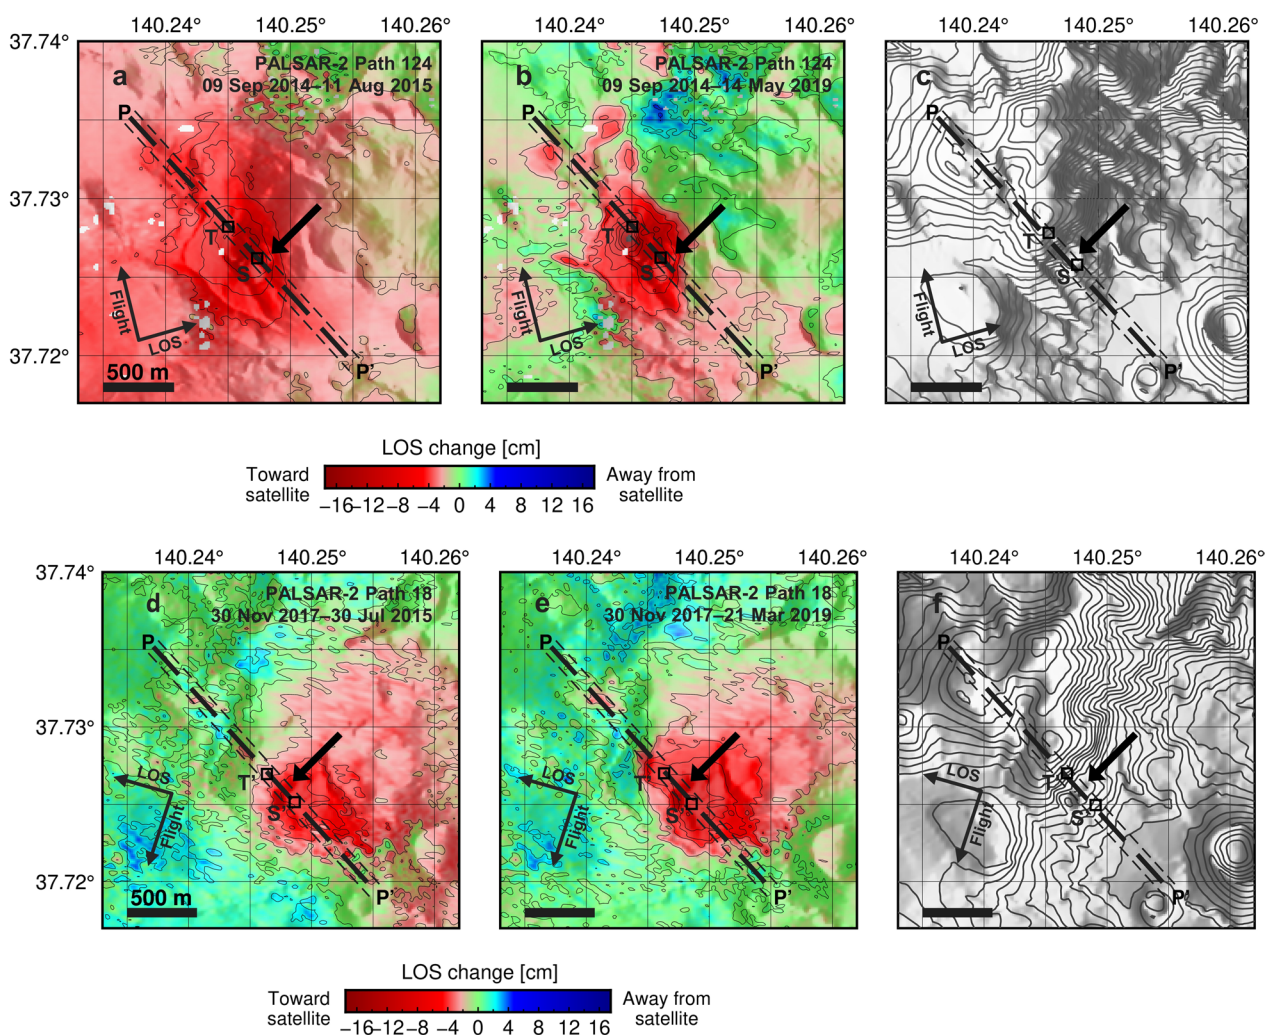 140.24° 140.25° 140.26° 140.24° 140.25° 140.26° 140.24° 140.25° 140.26°
37.74°
37.73°
37.72°
a
PALSAR-2 Path 124
09 Sep 2014–11 Aug 2015
P
T
S
Flight
LOS
500 m
P'
b
PALSAR-2 Path 124
09 Sep 2014–14 May 2019
P
T
S
Flight
LOS
P'
c
P
T
S
Flight
LOS
P'
LOS change [cm]
Toward
satellite
−16−12−8 −4 0 4 8 12 16
Away from
satellite
140.24° 140.25° 140.26° 140.24° 140.25° 140.26° 140.24° 140.25° 140.26°
37.74°
37.73°
37.72°
d
PALSAR-2 Path 18
30 Nov 2017–30 Jul 2015
P
T'
S'
LOS
Flight
500 m
P'
e
PALSAR-2 Path 18
30 Nov 2017–21 Mar 2019
P
T'
S'
LOS
Flight
P'
f
P
T'
S'
LOS
Flight
P'
LOS change [cm]
Toward
satellite
−16−12−8 −4 0 4 8 12 16
Away from
satellite